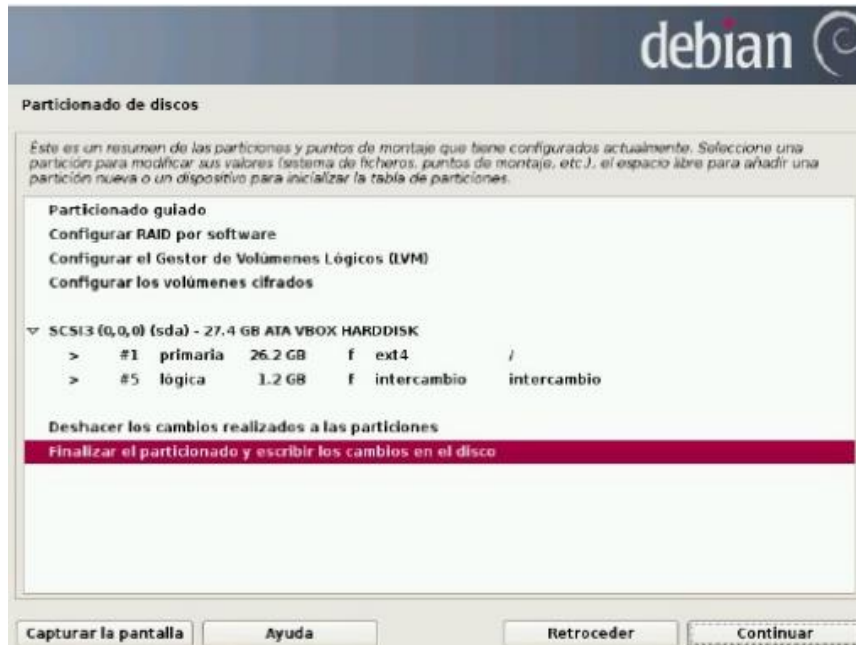 debian
Particionado de discos
Éste es un resumen de las particiones y puntos de montaje que tiene configurados actualmente. Seleccione una
partición para modificar sus valores (sistema de ficheros, puntos de montaje, etc.), el espacio libre para añadir una
partición nueva o un dispositivo para inicializar la tabla de particiones.
Particionado guiado
Configurar RAID por software
Configurar el Gestor de Volúmenes Lógicos (LVM)
Configurar los volúmenes cifrados
SCSI3 (0,0,0) (sda) - 27.4 GB ATA VBOX HARDDISK
> #1 primaria 26.2 GB f ext4 /
> #5 lógica 1.2 GB f intercambio intercambio
Deshacer los cambios realizados a las particiones
Finalizar el particionado y escribir los cambios en el disco
Capturar la pantalla Ayuda Retroceder Continuar